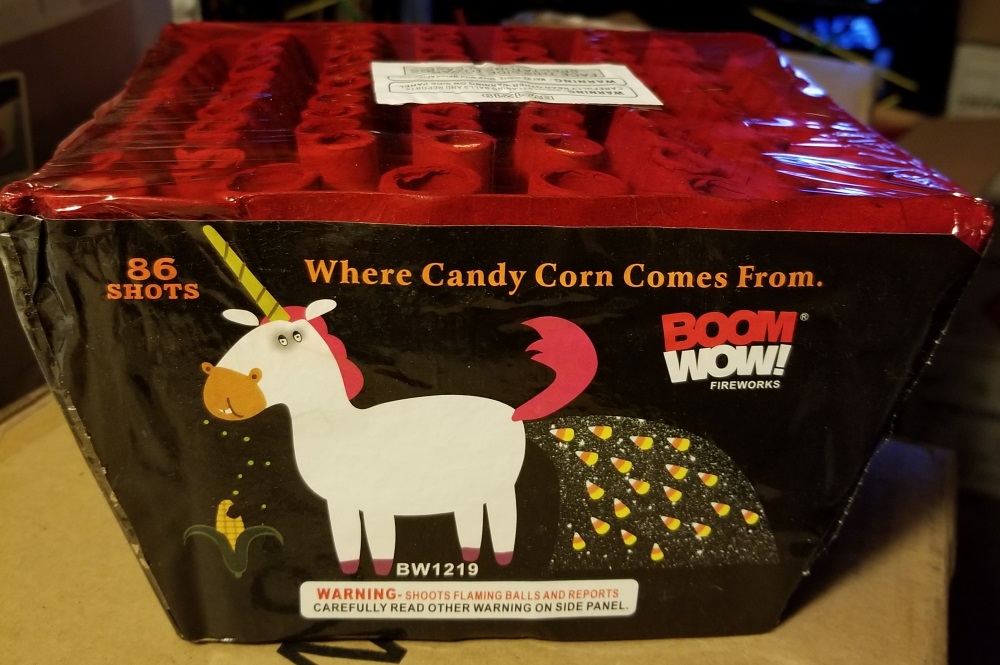 WARNING
86
SHOTS
Where Candy Corn Comes From.
BOOM®
WOW!
FIREWORKS
BW1219
WARNING- SHOOTS FLAMING BALLS AND REPORTS
CAREFULLY READ OTHER WARNING ON SIDE PANEL.